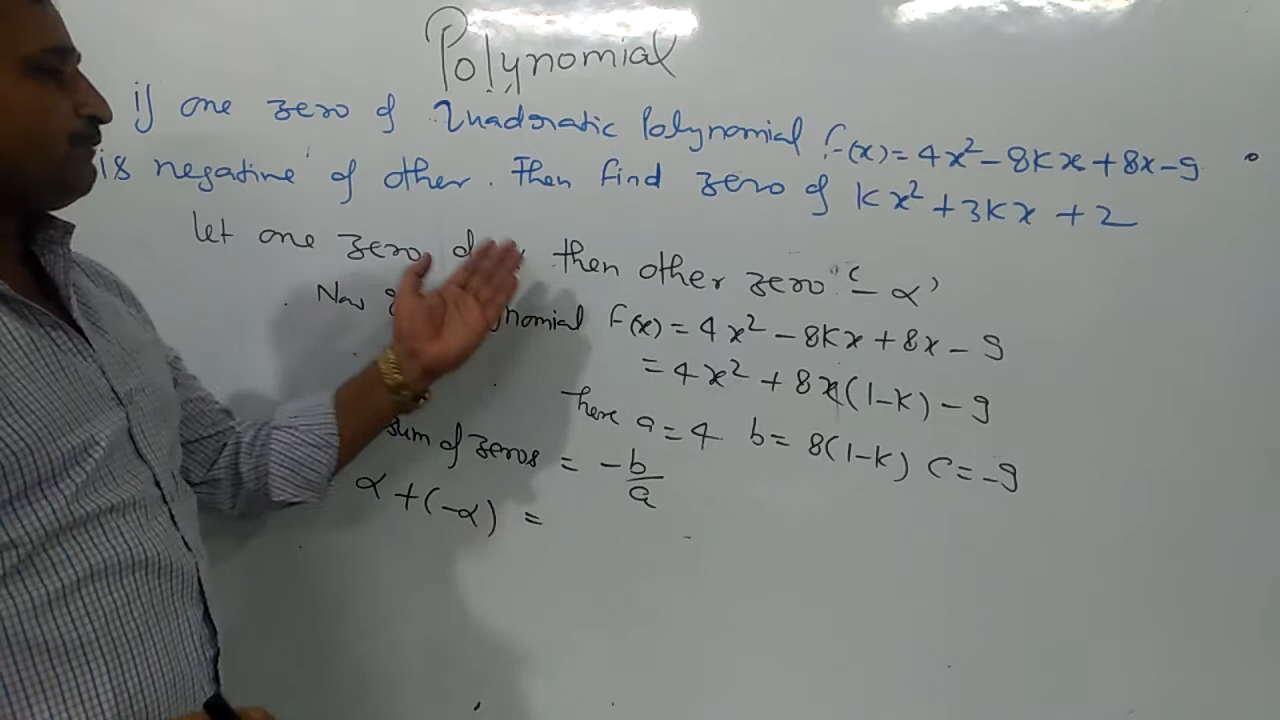 Polynomial
if one zero of Quadratic Polynomial f(x)=4x²-8Kx+8x-9
is negative of other. Then find zero of Kx²+3Kx+2
let one zero then other zero '-α'
Now f(x)=4x²-8Kx+8x-9
=4x²+8x(1-K)-9
here a=4 b=8(1-K) c=-9
sum of zeros = -b/a
α+(-α) =